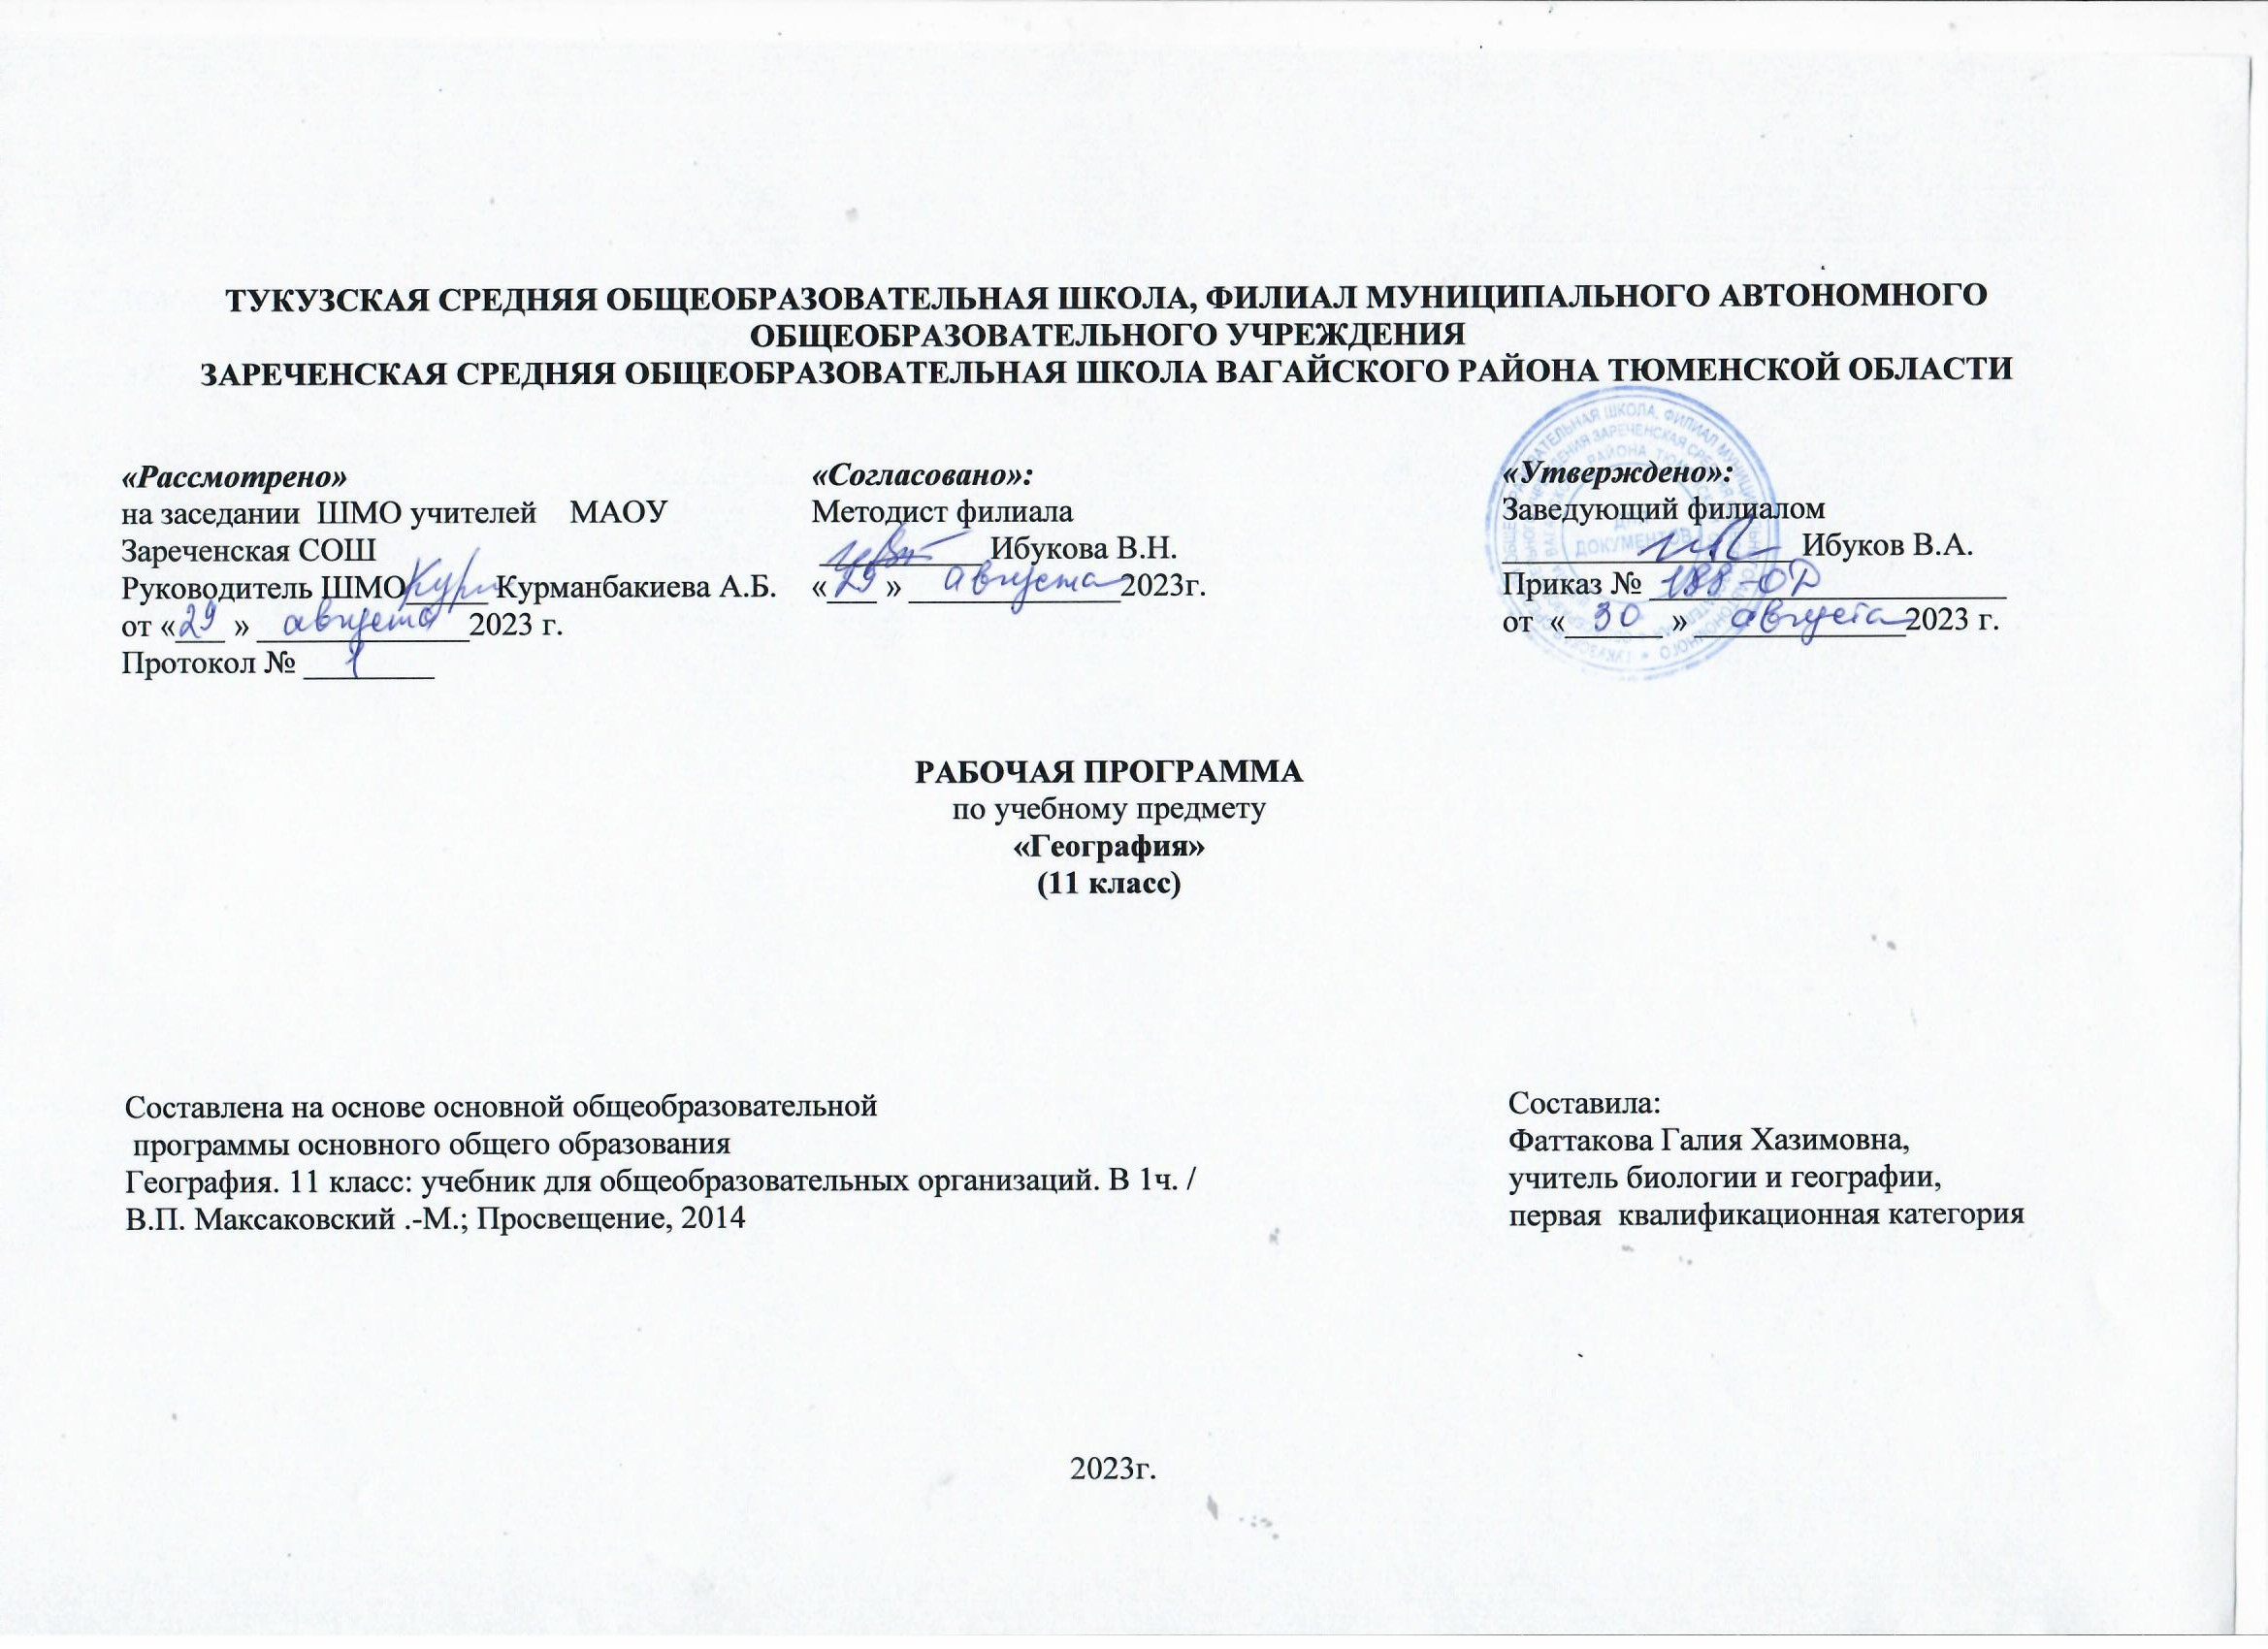 ТУКУЗСКАЯ СРЕДНЯЯ ОБЩЕОБРАЗОВАТЕЛЬНАЯ ШКОЛА, ФИЛИАЛ МУНИЦИПАЛЬНОГО АВТОНОМНОГО
ОБЩЕОБРАЗОВАТЕЛЬНОГО УЧРЕЖДЕНИЯ
ЗАРЕЧЕНСКАЯ СРЕДНЯЯ ОБЩЕОБРАЗОВАТЕЛЬНАЯ ШКОЛА ВАГАЙСКОГО РАЙОНА ТЮМЕНСКОЙ ОБЛАСТИ
«Рассмотрено»
на заседании ШМО учителей МАОУ
Зареченская СОШ
Руководитель ШМО Курманбакиева А.Б.
от «29» августа 2023 г.
Протокол № 1
«Согласовано»:
Методист филиала
Ибукова В.Н.
«29» августа 2023г.
«Утверждено»:
Заведующий филиалом
Ибуков В.А.
Приказ № 188-ОД
от «30» августа 2023 г.
ДОКУМЕНТОВ
РАБОЧАЯ ПРОГРАММА
по учебному предмету
«География»
(11 класс)
Составлена на основе основной общеобразовательной
программы основного общего образования
География. 11 класс: учебник для общеобразовательных организаций. В 1ч. /
В.П. Максаковский .-М.; Просвещение, 2014
Составила:
Фаттакова Галия Хазимовна,
учитель биологии и географии,
первая квалификационная категория
2023г.